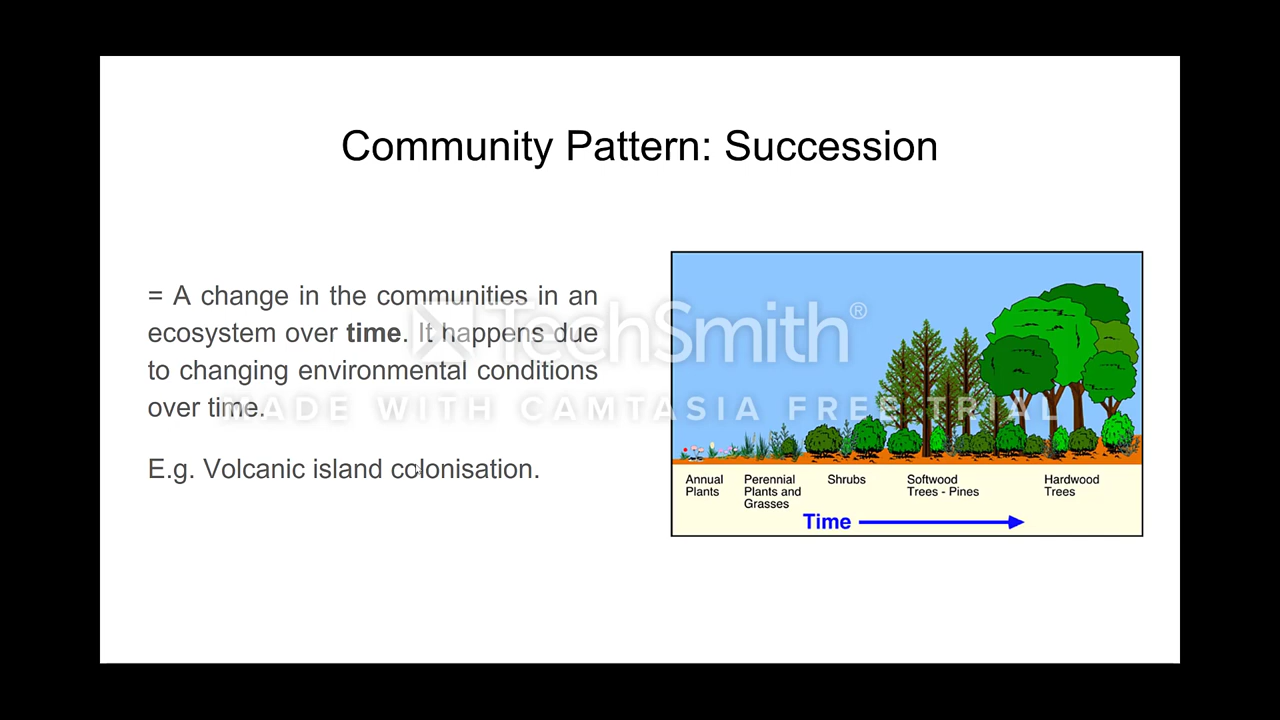 Community Pattern: Succession
= A change in the communities in an
ecosystem over time. It happens due
to changing environmental conditions
over time.
E.g. Volcanic island colonisation.
TechSmith®
MADE WITH CAMTASIA FREE TRIAL
Annual
Plants
Perennial
Plants and
Grasses
Shrubs
Softwood
Trees - Pines
Hardwood
Trees
Time